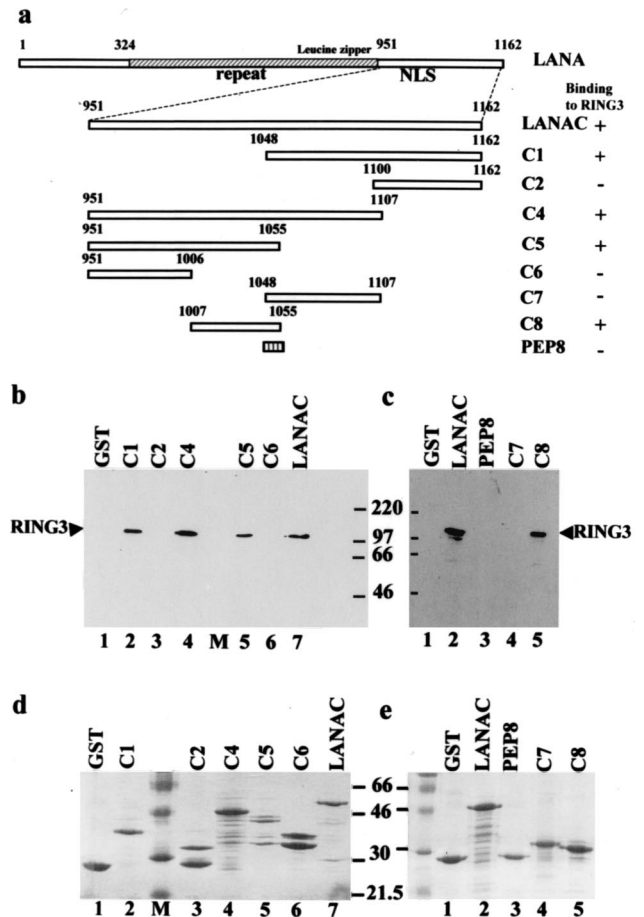 a
1 324 Leucine zipper 951 1162 LANA
repeat NLS
Binding
to RING3
951 1162 LANAC +
1048 1162 C1 +
1100 1162 C2 -
951 1107 C4 +
951 1055 C5 +
951 1006 C6 -
1048 1107 C7 -
1007 1055 C8 +
PEP8 -
b
GST C1 C2 C4 C5 C6 LANAC
RING3
220
97
66
46
1 2 3 4 M 5 6 7
c
GST LANAC PEP8 C7 C8
RING3
1 2 3 4 5
d
GST C1 C2 C4 C5 C6 LANAC
66
46
30
21.5
1 2 M 3 4 5 6 7
e
GST LANAC PEP8 C7 C8
1 2 3 4 5